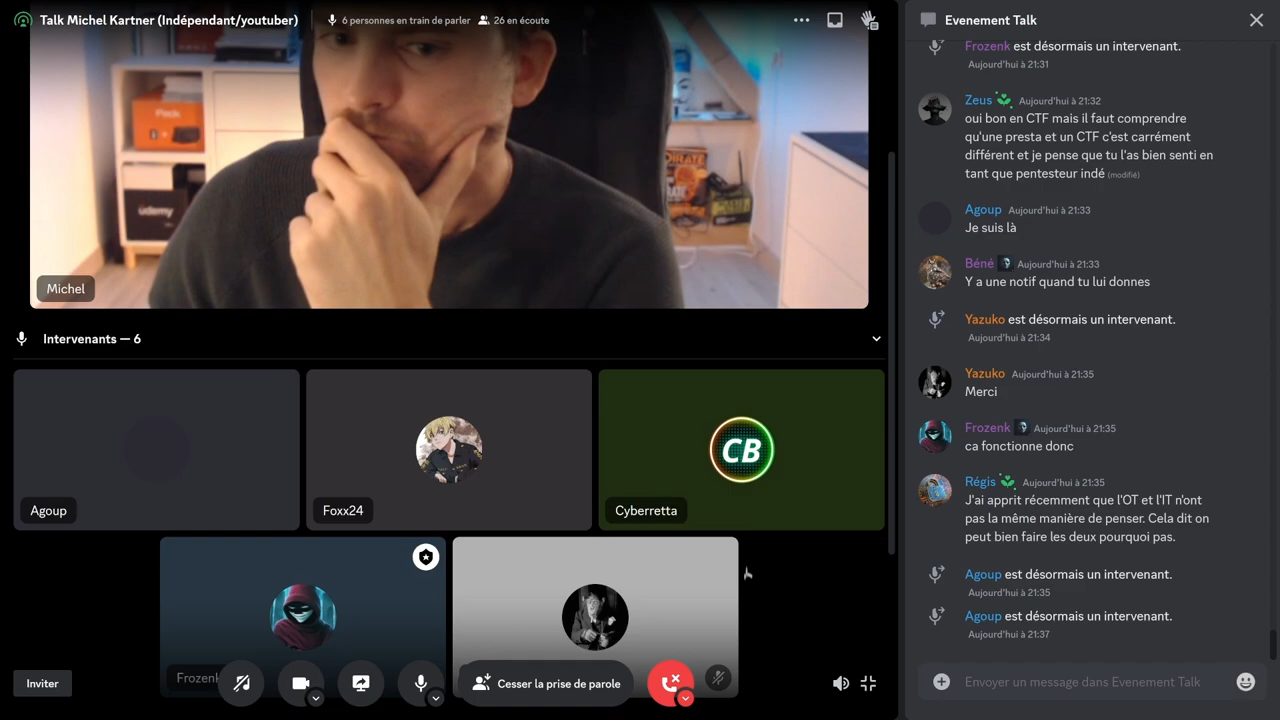 Talk Michel Kartner (Indépendant/youtuber)
6 personnes en train de parler
26 en écoute
Evenement Talk
Peak
ûdemy
PIRATE
Michel
Intervenants — 6
Agoup
Foxx24
CB
Cyberretta
Frozenk
Inviter
Cesser la prise de parole
Frozenk est désormais un intervenant.
Aujourd'hui à 21:31
Zeus Aujourd'hui à 21:32
oui bon en CTF mais il faut comprendre
qu'une presta et un CTF c'est carrément
différent et je pense que tu l'as bien senti en
tant que pentesteur indé (modifié)
Agoup Aujourd'hui à 21:33
Je suis là
Béné Aujourd'hui à 21:33
Y a une notif quand tu lui donnes
Yazuko est désormais un intervenant.
Aujourd'hui à 21:34
Yazuko Aujourd'hui à 21:35
Merci
Frozenk Aujourd'hui à 21:35
ca fonctionne donc
Régis Aujourd'hui à 21:35
J'ai apprit récemment que l'OT et l'IT n'ont
pas la même manière de penser. Cela dit on
peut bien faire les deux pourquoi pas.
Agoup est désormais un intervenant.
Aujourd'hui à 21:35
Agoup est désormais un intervenant.
Aujourd'hui à 21:37
Envoyer un message dans Evenement Talk